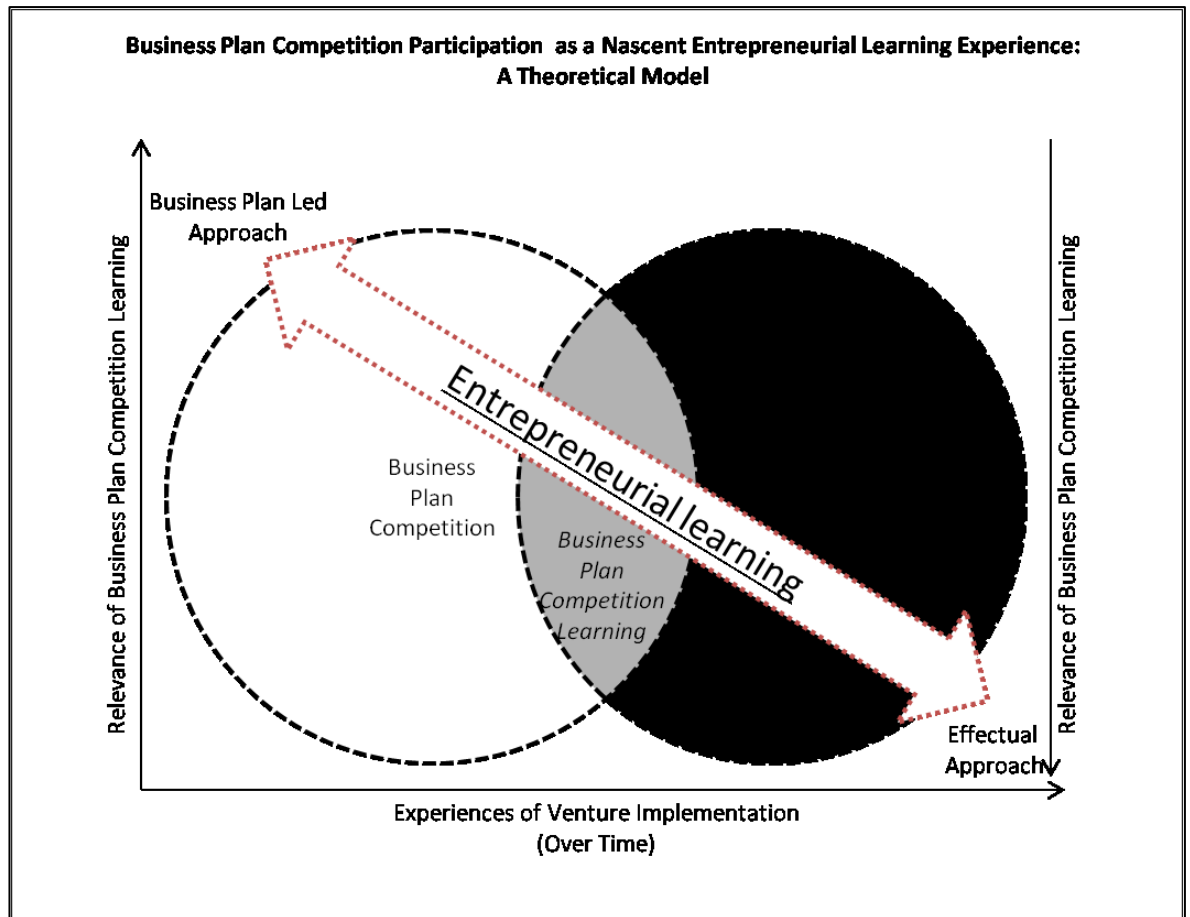 Business Plan Competition Participation as a Nascent Entrepreneurial Learning Experience:
A Theoretical Model
Relevance of Business Plan Competition Learning
Business Plan Led
Approach
Entrepreneurial learning
Business
Plan
Competition
Business
Plan
Competition
Learning
Relevance of Business Plan Competition Learning
Effectual
Approach
Experiences of Venture Implementation
(Over Time)